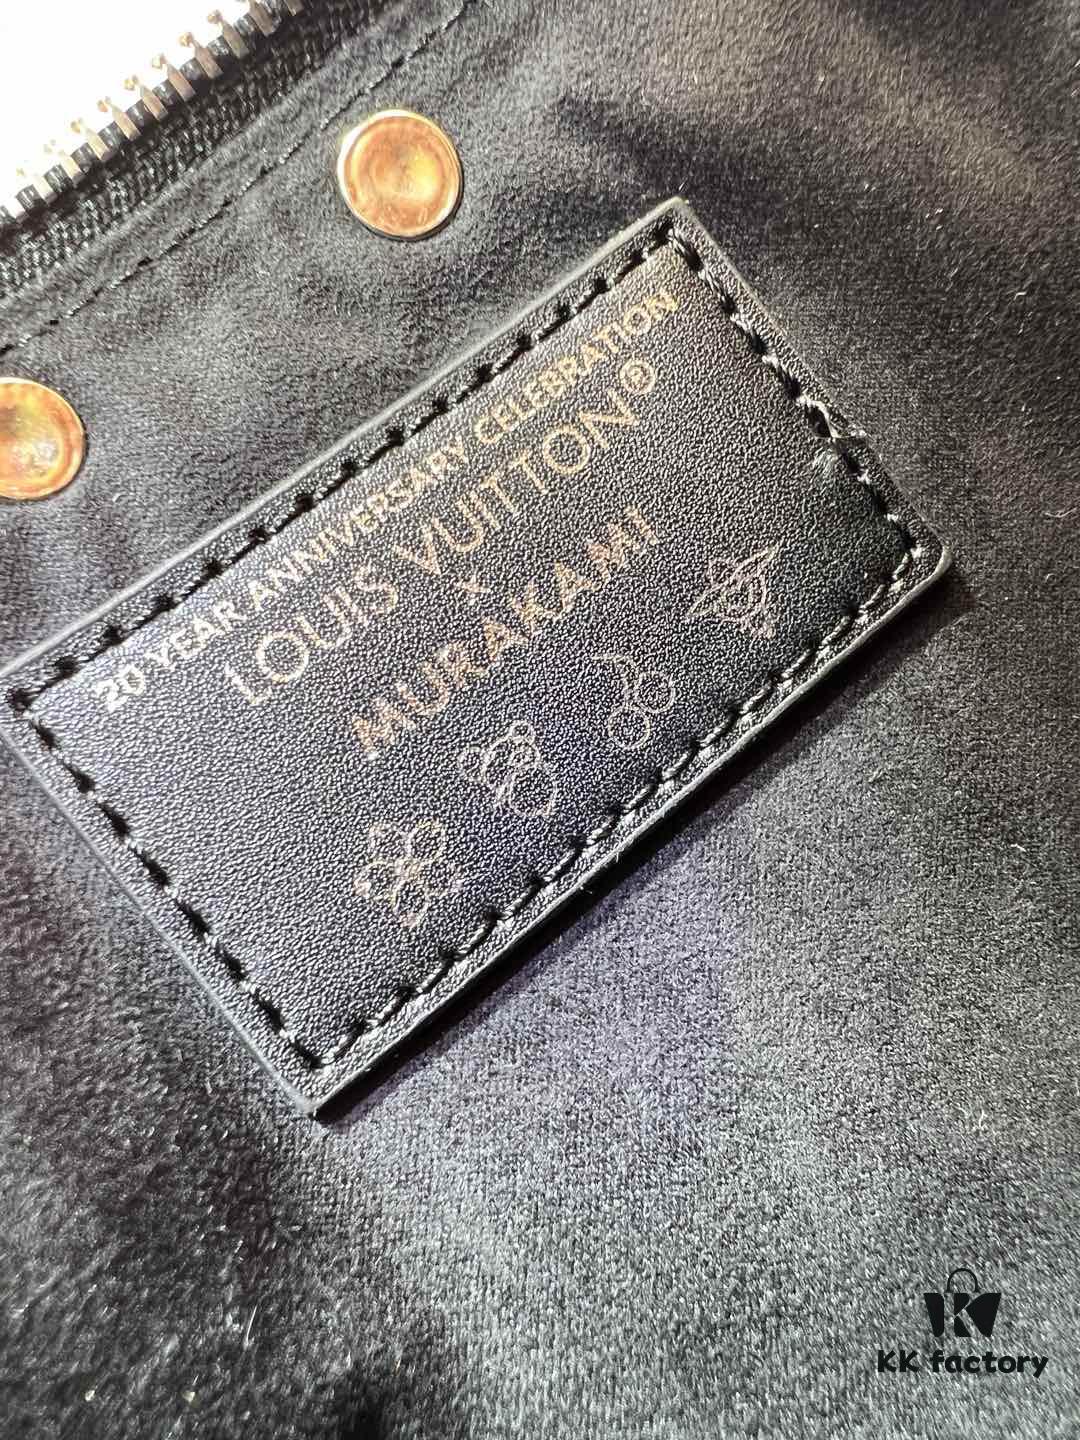 20 YEAR ANNIVERSARY CELEBRATION
LOUIS VUITTON®
X
MURAKAMI
KK factory